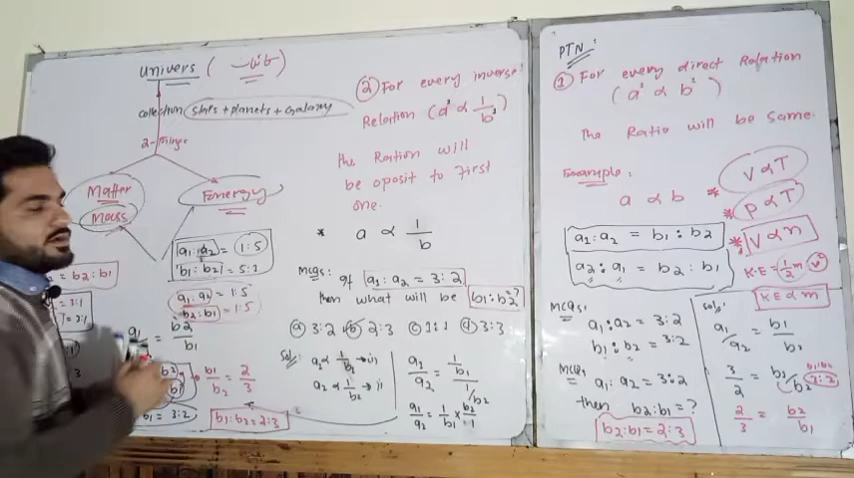 Univers (
collection (stars + planets + Galaxy
2-things
Matter
Mass
Energy
a₁:a₂ = 1:5
b₁:b₂ = 5:1
a₁:a₂ = 1:5
b₂:b₁ = 1:5
= b₂:b₁
b₂
=
b₁
b₁/b₂ = 2/3
b₁ = 3:2
b₁:b₂ = 2:3
② For every inverse
Relation (a ∝ 1/b)
the Ration will
be oposit to First
one.
* a ∝ 1/b
MCQs: if a₁:a₂ = 3:2
then what will be b₁:b₂?
ⓐ 3:2 ⓑ 2:3 ⓒ 1:1 ⓓ 3:3
Sol: a₂ ∝ 1/b₁ → i)
a₂ ∝ 1/b₂ → ii
a₁/a₂ = 1/b₁ / 1/b₂
a₁/a₂ = 1/b₁ × b₂/1
PTN:
① For every direct Relation
(a ∝ b)
the Ratio will be same.
Example:
a ∝ b
a₁:a₂ = b₁:b₂
a₂:a₁ = b₂:b₁
* V∝T
* P∝T
* V∝n
K.E = 1/2 m v²
K.E ∝ m
MCQs: a₁:a₂ = 3:2
b₁:b₂ = 3:2
MCQs a₁:a₂ = 3:2
then b₂:b₁ = ?
b₂:b₁ = 2:3
Sol:
a₁/a₂ = b₁/b₂
3/2 = b₁/b₂
2/3 = b₂/b₁